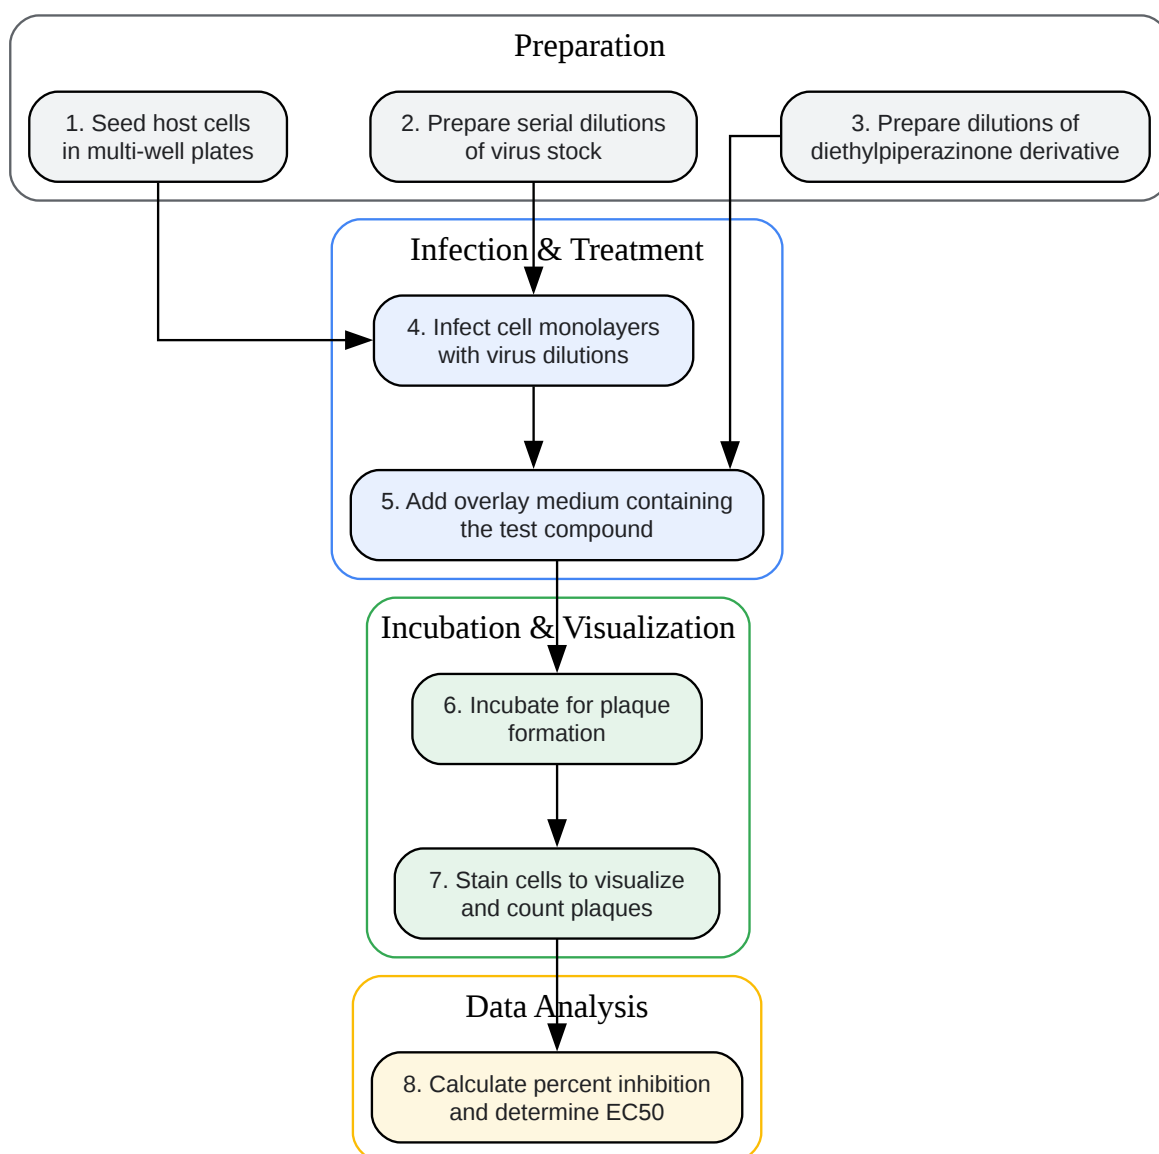 Preparation
1. Seed host cells
in multi-well plates
2. Prepare serial dilutions
of virus stock
3. Prepare dilutions of
diethylpiperazinone derivative
Infection & Treatment
4. Infect cell monolayers
with virus dilutions
5. Add overlay medium containing
the test compound
Incubation & Visualization
6. Incubate for plaque
formation
7. Stain cells to visualize
and count plaques
Data Analysis
8. Calculate percent inhibition
and determine EC50